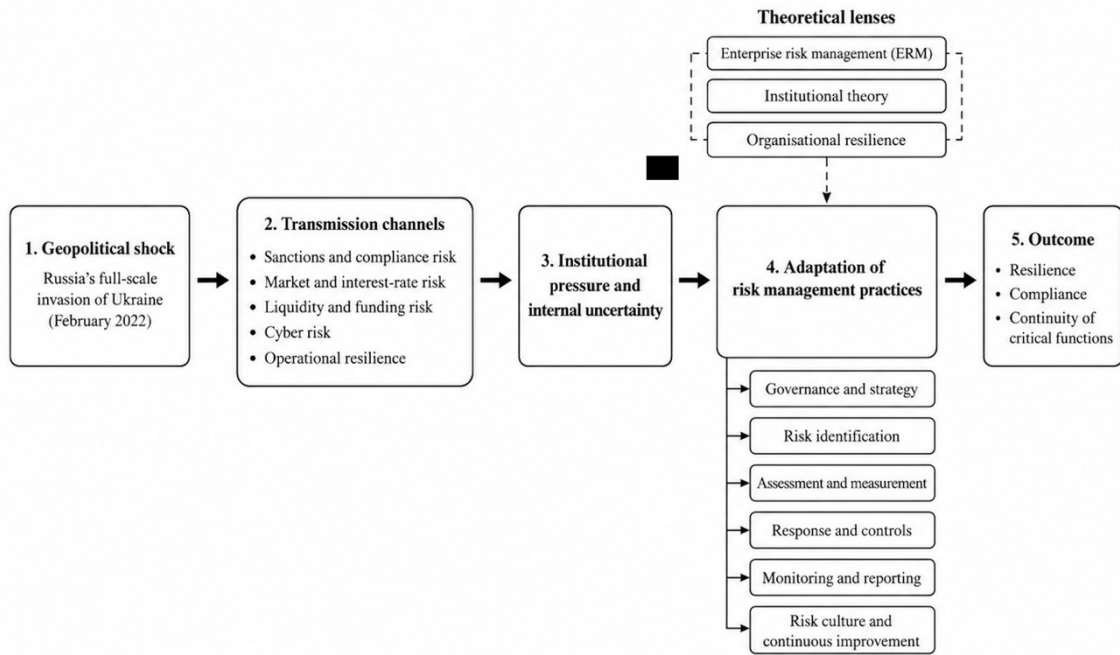 Theoretical lenses
Enterprise risk management (ERM)
Institutional theory
Organisational resilience
1. Geopolitical shock
Russia's full-scale
invasion of Ukraine
(February 2022)
2. Transmission channels
• Sanctions and compliance risk
• Market and interest-rate risk
• Liquidity and funding risk
• Cyber risk
• Operational resilience
3. Institutional
pressure and
internal uncertainty
4. Adaptation of
risk management practices
Governance and strategy
Risk identification
Assessment and measurement
Response and controls
Monitoring and reporting
Risk culture and
continuous improvement
5. Outcome
• Resilience
• Compliance
• Continuity of
critical functions